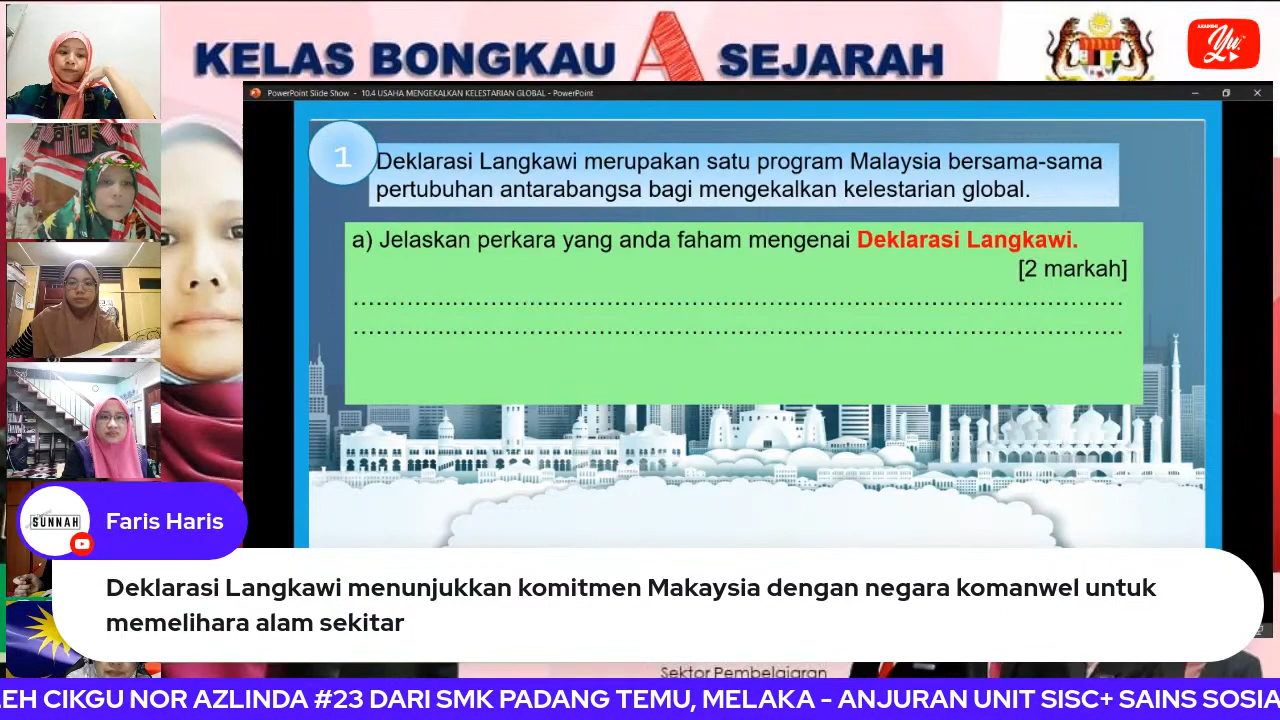 KELAS BONGKAU A SEJARAH
AKADEMI YU
PowerPoint Slide Show - 10.4 USAHA MENGEKALKAN KELESTARIAN GLOBAL - PowerPoint
1
Deklarasi Langkawi merupakan satu program Malaysia bersama-sama
pertubuhan antarabangsa bagi mengekalkan kelestarian global.
a) Jelaskan perkara yang anda faham mengenai Deklarasi Langkawi.
[2 markah]
SUNNAH
Faris Haris
Deklarasi Langkawi menunjukkan komitmen Makaysia dengan negara komanwel untuk
memelihara alam sekitar
Sektor Pembelajaran
LEH CIKGU NOR AZLINDA #23 DARI SMK PADANG TEMU, MELAKA - ANJURAN UNIT SISC+ SAINS SOSIA